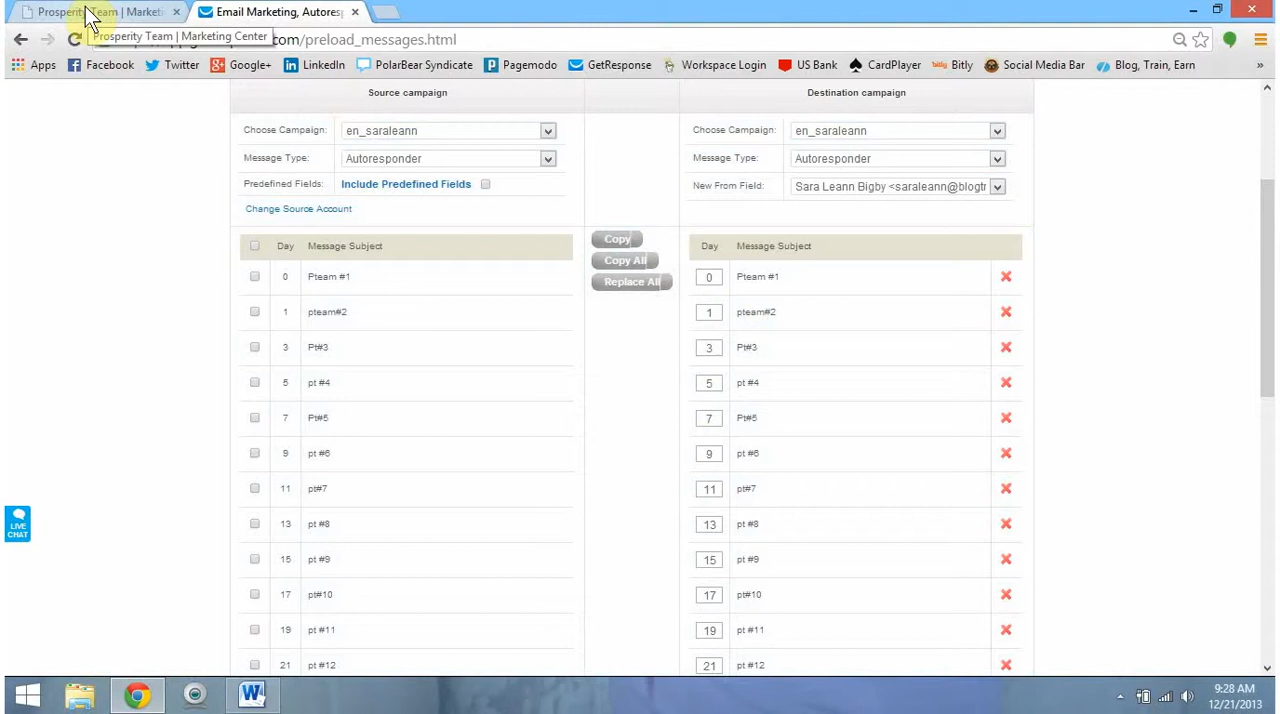 Prosperity Team | Marketi
Email Marketing, Autores
Prosperity Team | Marketing Center
com/preload_messages.html
Apps Facebook Twitter Google+ LinkedIn PolarBear Syndicate Pagemodo GetResponse Workspace Login US Bank CardPlayer bitly Bitly Social Media Bar Blog, Train, Earn »
Source campaign Destination campaign
Choose Campaign: en_saraleann Choose Campaign: en_saraleann
Message Type: Autoresponder Message Type: Autoresponder
Predefined Fields: Include Predefined Fields New From Field: Sara Leann Bigby <saraleann@blogtr
Change Source Account
Day Message Subject Copy Day Message Subject
Copy All
Replace All
0 Pteam #1 0 Pteam #1
1 pteam#2 1 pteam#2
3 Pt#3 3 Pt#3
5 pt #4 5 pt #4
7 Pt#5 7 Pt#5
9 pt #6 9 pt #6
11 pt#7 11 pt#7
13 pt #8 13 pt #8
15 pt #9 15 pt #9
17 pt#10 17 pt#10
19 pt #11 19 pt #11
21 pt #12 21 pt #12
LIVE
CHAT
9:28 AM
12/21/2013